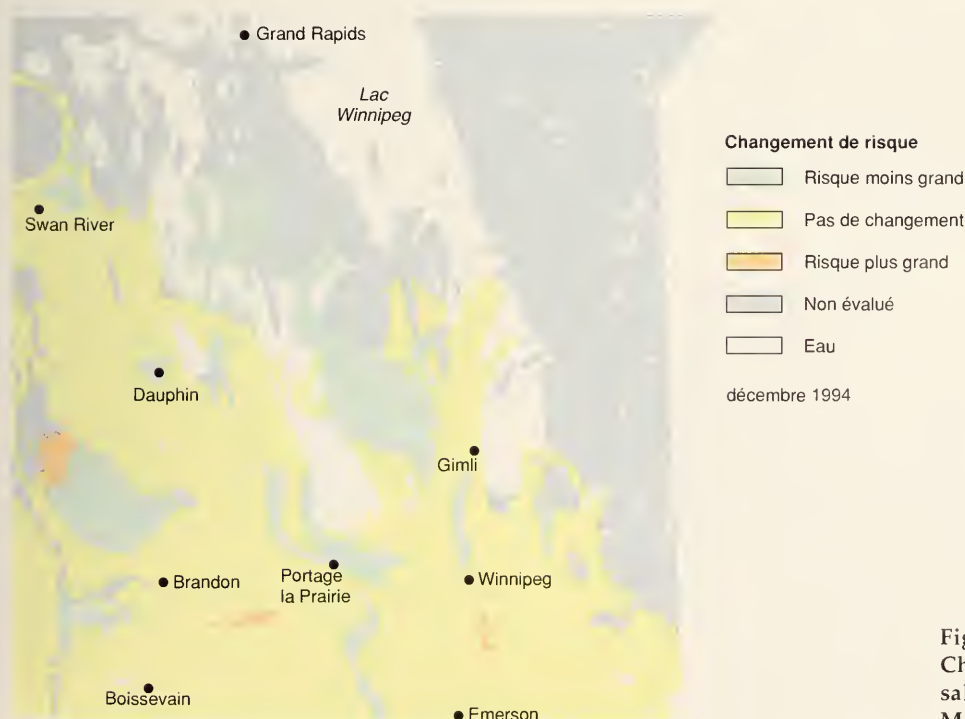 Grand Rapids
Lac
Winnipeg
Swan River
Dauphin
Gimli
Brandon
Portage
la Prairie
Winnipeg
Boissevain
Emerson
Changement de risque
Risque moins grand
Pas de changement
Risque plus grand
Non évalué
Eau
décembre 1994